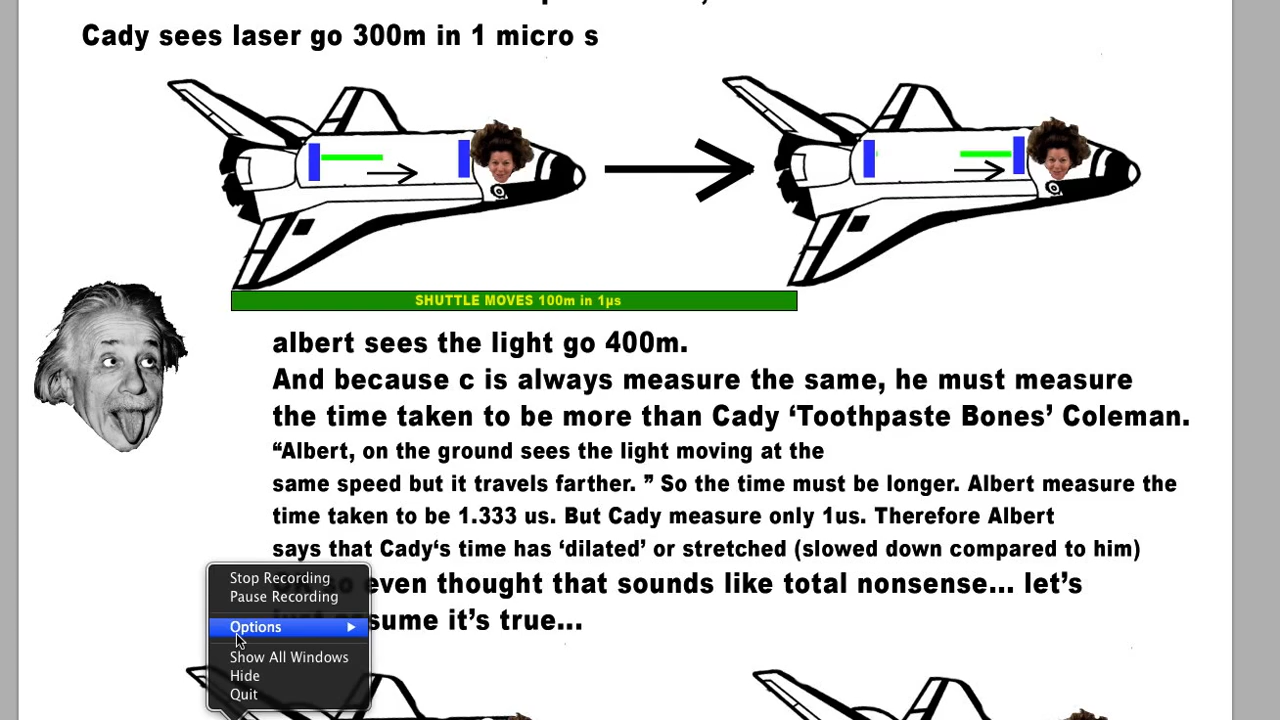 Cady sees laser go 300m in 1 micro s
SHUTTLE MOVES 100m in 1µs
albert sees the light go 400m.
And because c is always measure the same, he must measure
the time taken to be more than Cady ‘Toothpaste Bones’ Coleman.
“Albert, on the ground sees the light moving at the
same speed but it travels farther. ” So the time must be longer. Albert measure the
time taken to be 1.333 us. But Cady measure only 1us. Therefore Albert
says that Cady‘s time has ‘dilated’ or stretched (slowed down compared to him)
even thought that sounds like total nonsense... let’s
sume it’s true...
Stop Recording
Pause Recording
Options
Show All Windows
Hide
Quit